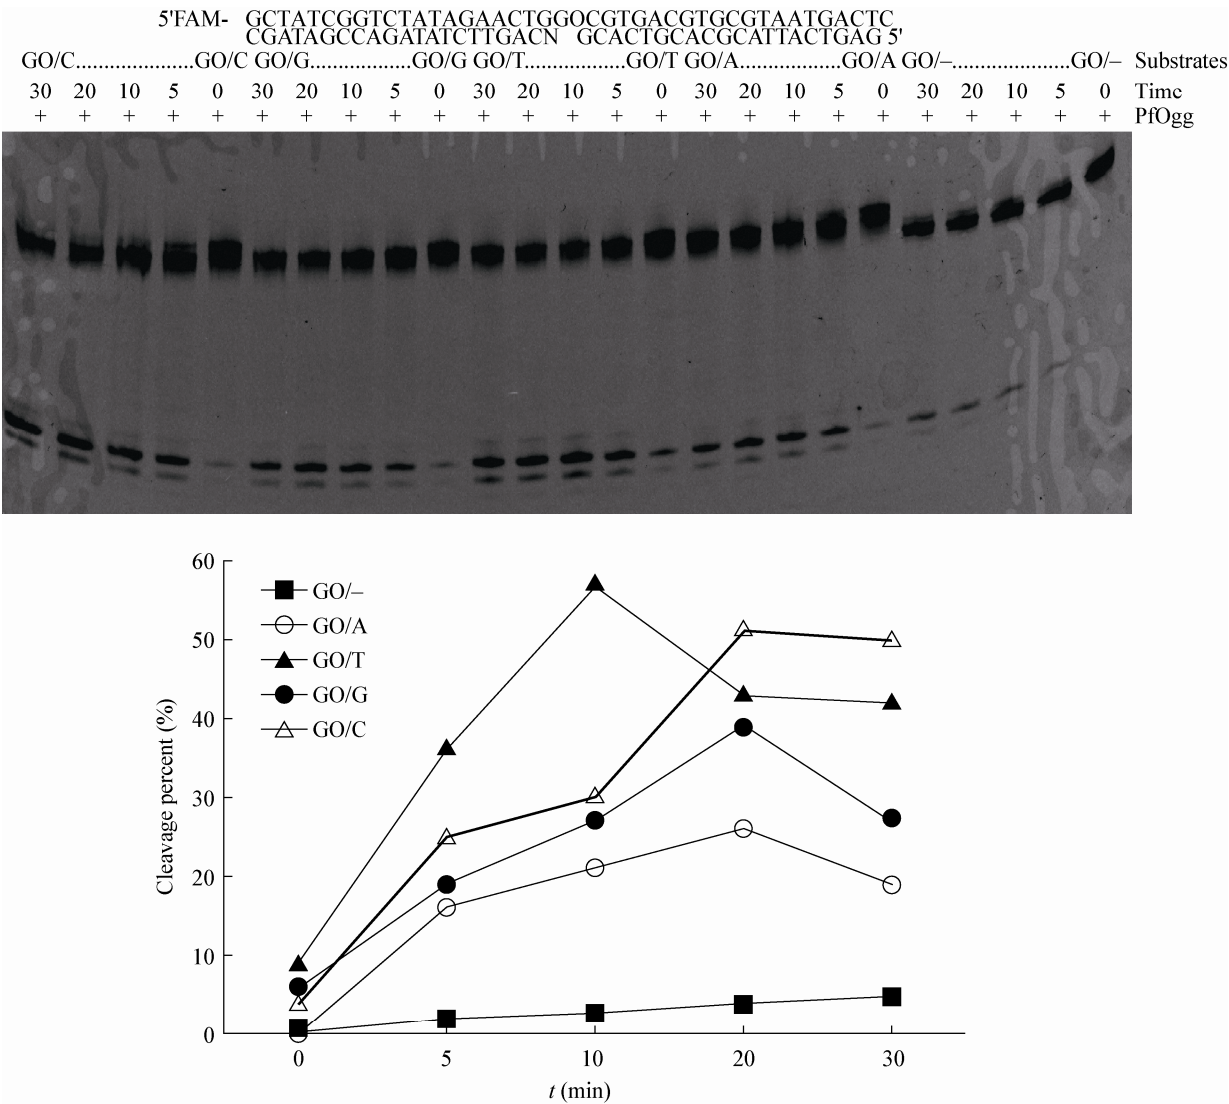 5'FAM- GCTATCGGTCTATAGAACTGGOCGTGACGTGCGTAATGACTC
CGATAGCCAGATATCTTGACN GCACTGCACGCATTACTGAG 5'
GO/C......................GO/C GO/G...................GO/G GO/T...................GO/T GO/A...................GO/A GO/–......................GO/– Substrates
30 20 10 5 0 30 20 10 5 0 30 20 10 5 0 30 20 10 5 0 30 20 10 5 0 Time
+ + + + + + + + + + + + + + + + + + + + + + + + + PfOgg
60
50
40
30
20
10
0
Cleavage percent (%)
GO/–
GO/A
GO/T
GO/G
GO/C
0 5 10 20 30
t (min)